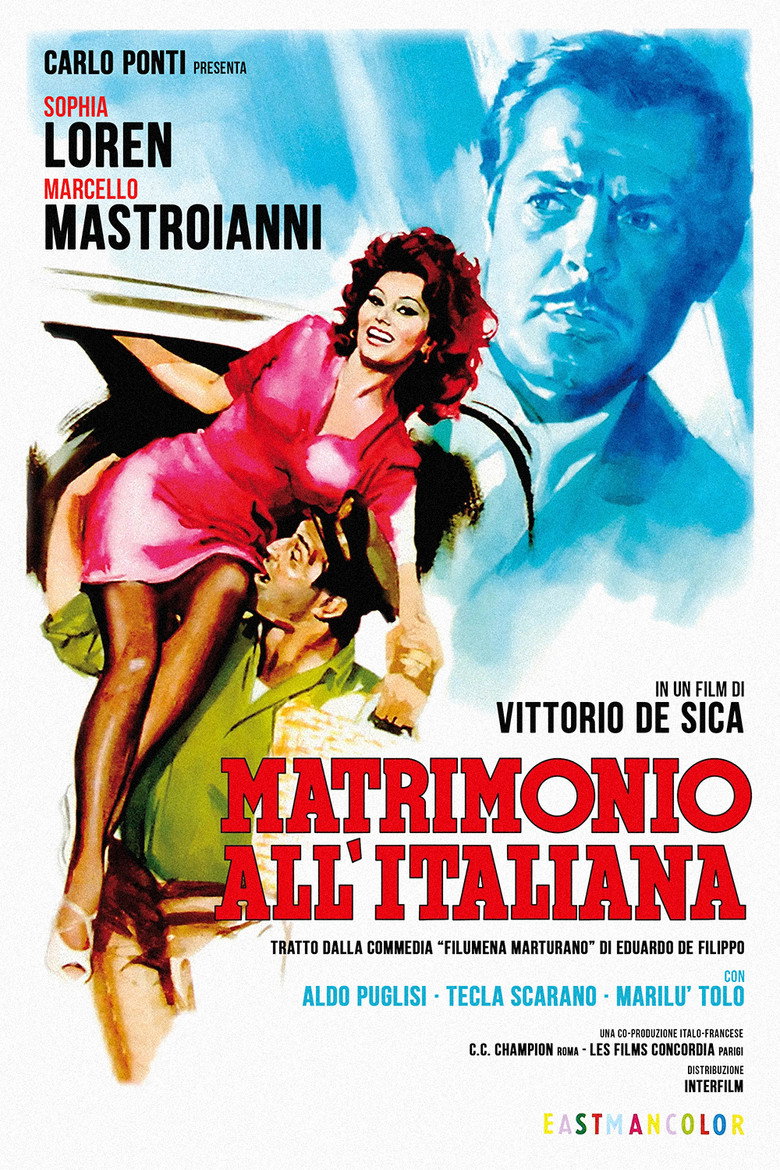 CARLO PONTI PRESENTA
SOPHIA
LOREN
MARCELLO
MASTROIANNI
IN UN FILM DI
VITTORIO DE SICA
MATRIMONIO
ALL'ITALIANA
TRATTO DALLA COMMEDIA “FILUMENA MARTURANO” DI EDUARDO DE FILIPPO
CON
ALDO PUGLISI · TECLA SCARANO · MARILU’ TOLO
UNA CO-PRODUZIONE ITALO-FRANCESE
C.C. CHAMPION ROMA - LES FILMS CONCORDIA PARIGI
DISTRIBUZIONE
INTERFILM
EASTMANCOLOR